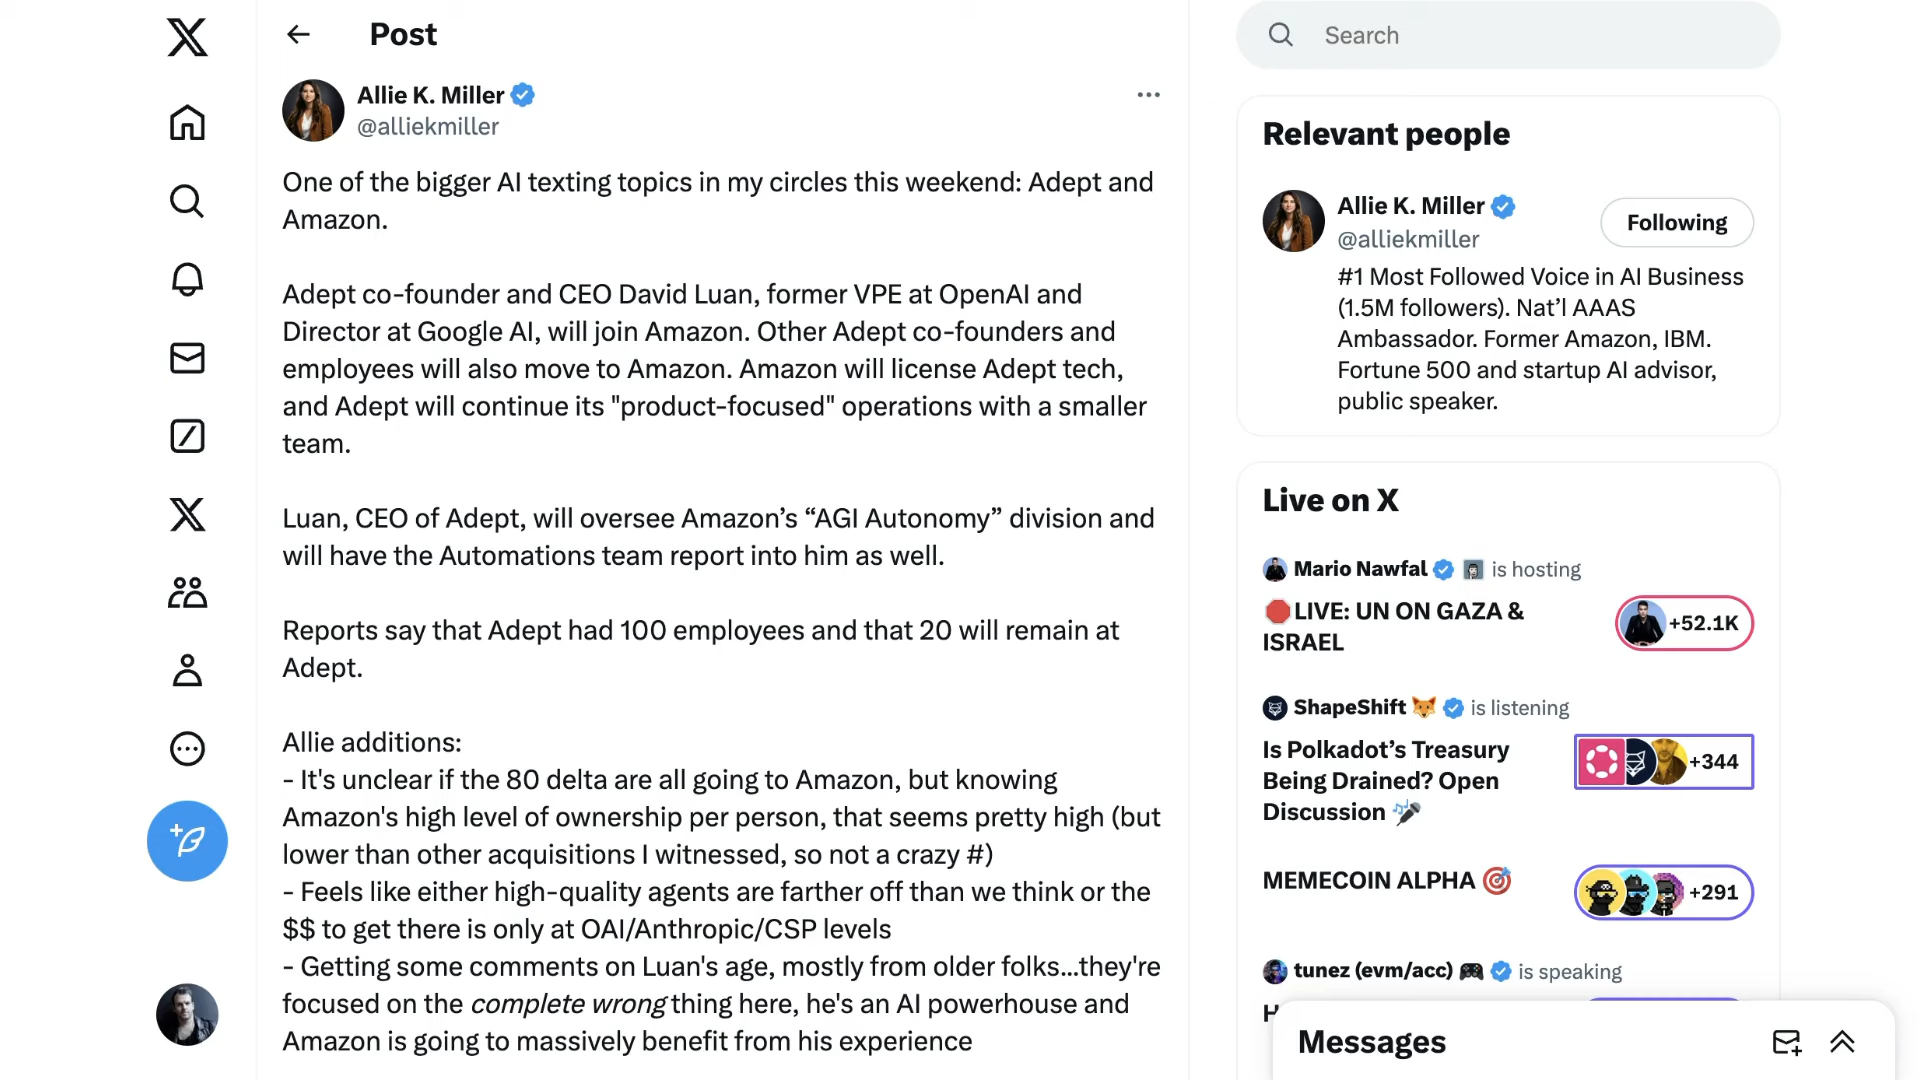 Post
Allie K. Miller
@alliekmiller
One of the bigger AI texting topics in my circles this weekend: Adept and
Amazon.
Adept co-founder and CEO David Luan, former VPE at OpenAI and
Director at Google AI, will join Amazon. Other Adept co-founders and
employees will also move to Amazon. Amazon will license Adept tech,
and Adept will continue its "product-focused" operations with a smaller
team.
Luan, CEO of Adept, will oversee Amazon’s “AGI Autonomy” division and
will have the Automations team report into him as well.
Reports say that Adept had 100 employees and that 20 will remain at
Adept.
Allie additions:
- It's unclear if the 80 delta are all going to Amazon, but knowing
Amazon's high level of ownership per person, that seems pretty high (but
lower than other acquisitions I witnessed, so not a crazy #)
- Feels like either high-quality agents are farther off than we think or the
$$ to get there is only at OAI/Anthropic/CSP levels
- Getting some comments on Luan's age, mostly from older folks...they're
focused on the complete wrong thing here, he's an AI powerhouse and
Amazon is going to massively benefit from his experience
Search
Relevant people
Allie K. Miller
@alliekmiller
Following
#1 Most Followed Voice in AI Business
(1.5M followers). Nat’l AAAS
Ambassador. Former Amazon, IBM.
Fortune 500 and startup AI advisor,
public speaker.
Live on X
Mario Nawfal is hosting
LIVE: UN ON GAZA &
ISRAEL
+52.1K
ShapeShift is listening
Is Polkadot’s Treasury
Being Drained? Open
Discussion
+344
MEMECOIN ALPHA
+291
tunez (evm/acc) is speaking
Messages